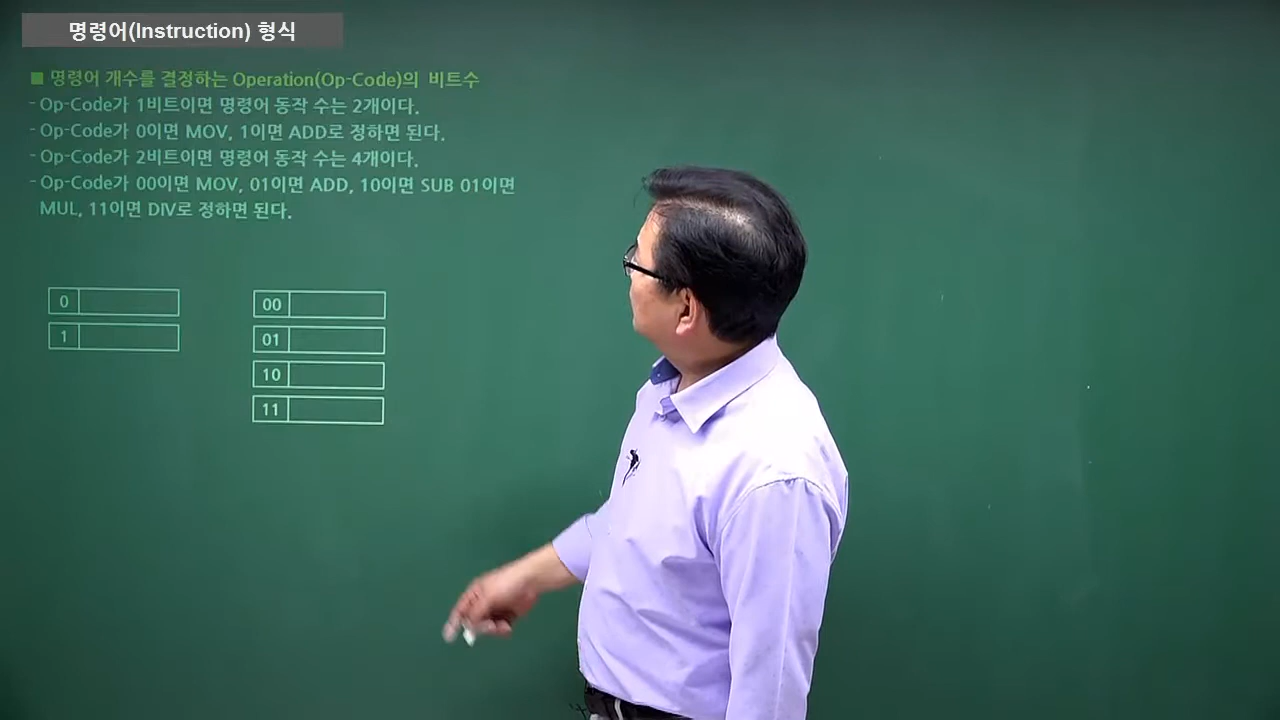 명령어(Instruction) 형식
■ 명령어 개수를 결정하는 Operation(Op-Code)의 비트수
- Op-Code가 1비트이면 명령어 동작 수는 2개이다.
- Op-Code가 0이면 MOV, 1이면 ADD로 정하면 된다.
- Op-Code가 2비트이면 명령어 동작 수는 4개이다.
- Op-Code가 00이면 MOV, 01이면 ADD, 10이면 SUB 01이면
MUL, 11이면 DIV로 정하면 된다.
0
1
00
01
10
11